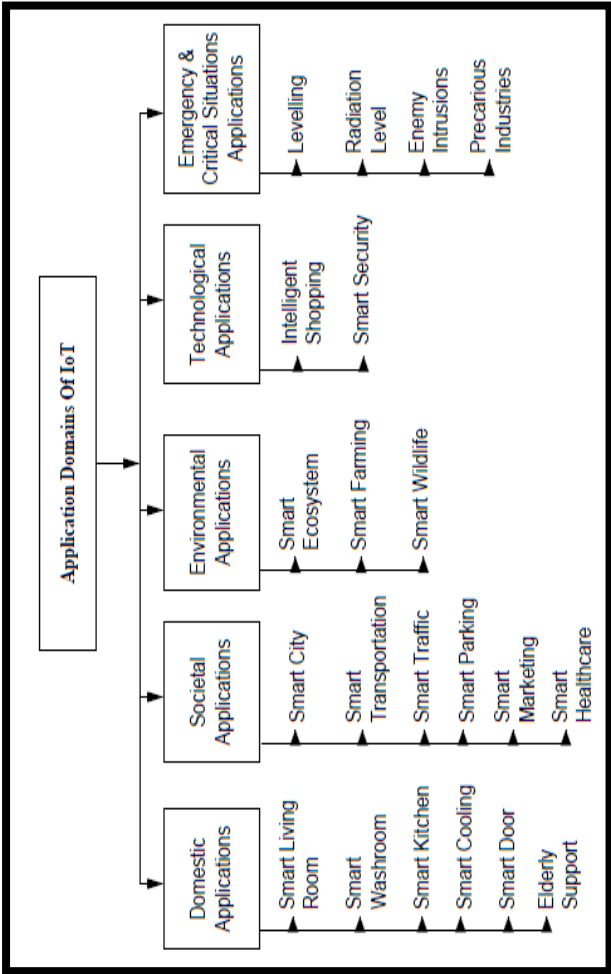 Application Domains Of IoT
Domestic
Applications
Smart Living
Room
Smart
Washroom
Smart Kitchen
Smart Cooling
Smart Door
Elderly
Support
Societal
Applications
Smart City
Smart
Transportation
Smart Traffic
Smart Parking
Smart
Marketing
Smart
Healthcare
Environmental
Applications
Smart
Ecosystem
Smart Farming
Smart Wildlife
Technological
Applications
Intelligent
Shopping
Smart Security
Emergency &
Critical Situations
Applications
Levelling
Radiation
Level
Enemy
Intrusions
Precarious
Industries